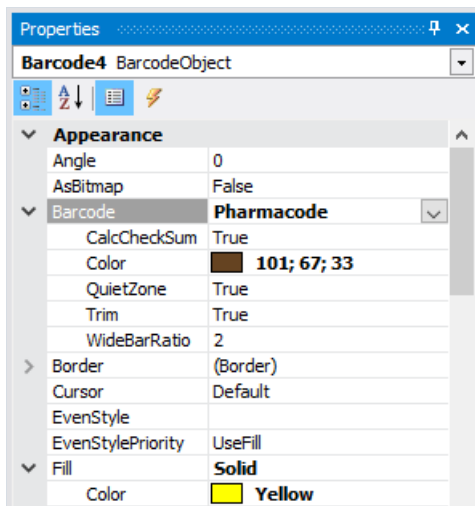 Properties
Barcode4 BarcodeObject
A
Z
Appearance
Angle 0
AsBitmap False
Barcode Pharmacode
CalcCheckSum True
Color 101; 67; 33
QuietZone True
Trim True
WideBarRatio 2
Border (Border)
Cursor Default
EvenStyle
EvenStylePriority UseFill
Fill Solid
Color Yellow